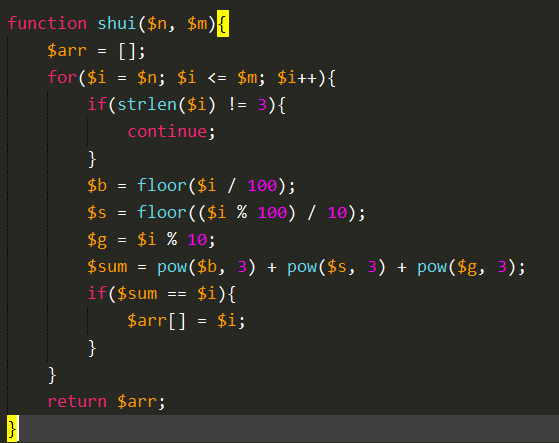 function shui($n, $m){
    $arr = [];
    for($i = $n; $i <= $m; $i++){
        if(strlen($i) != 3){
            continue;
        }
        $b = floor($i / 100);
        $s = floor(($i % 100) / 10);
        $g = $i % 10;
        $sum = pow($b, 3) + pow($s, 3) + pow($g, 3);
        if($sum == $i){
            $arr[] = $i;
        }
    }
    return $arr;
}